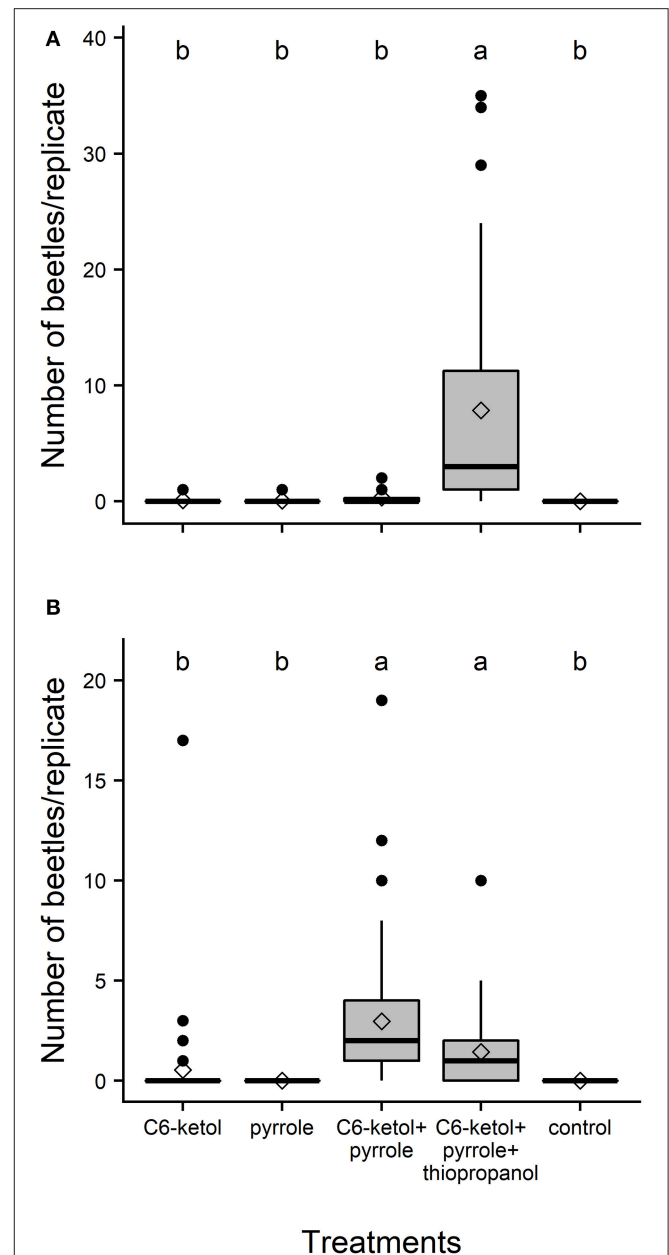 A
Number of beetles/replicate
40
30
20
10
0
b b b a b
B
Number of beetles/replicate
20
15
10
5
0
b b a a b
C6-ketol pyrrole C6-ketol+ C6-ketol+ control
pyrrole pyrrole+
thiopropanol
Treatments